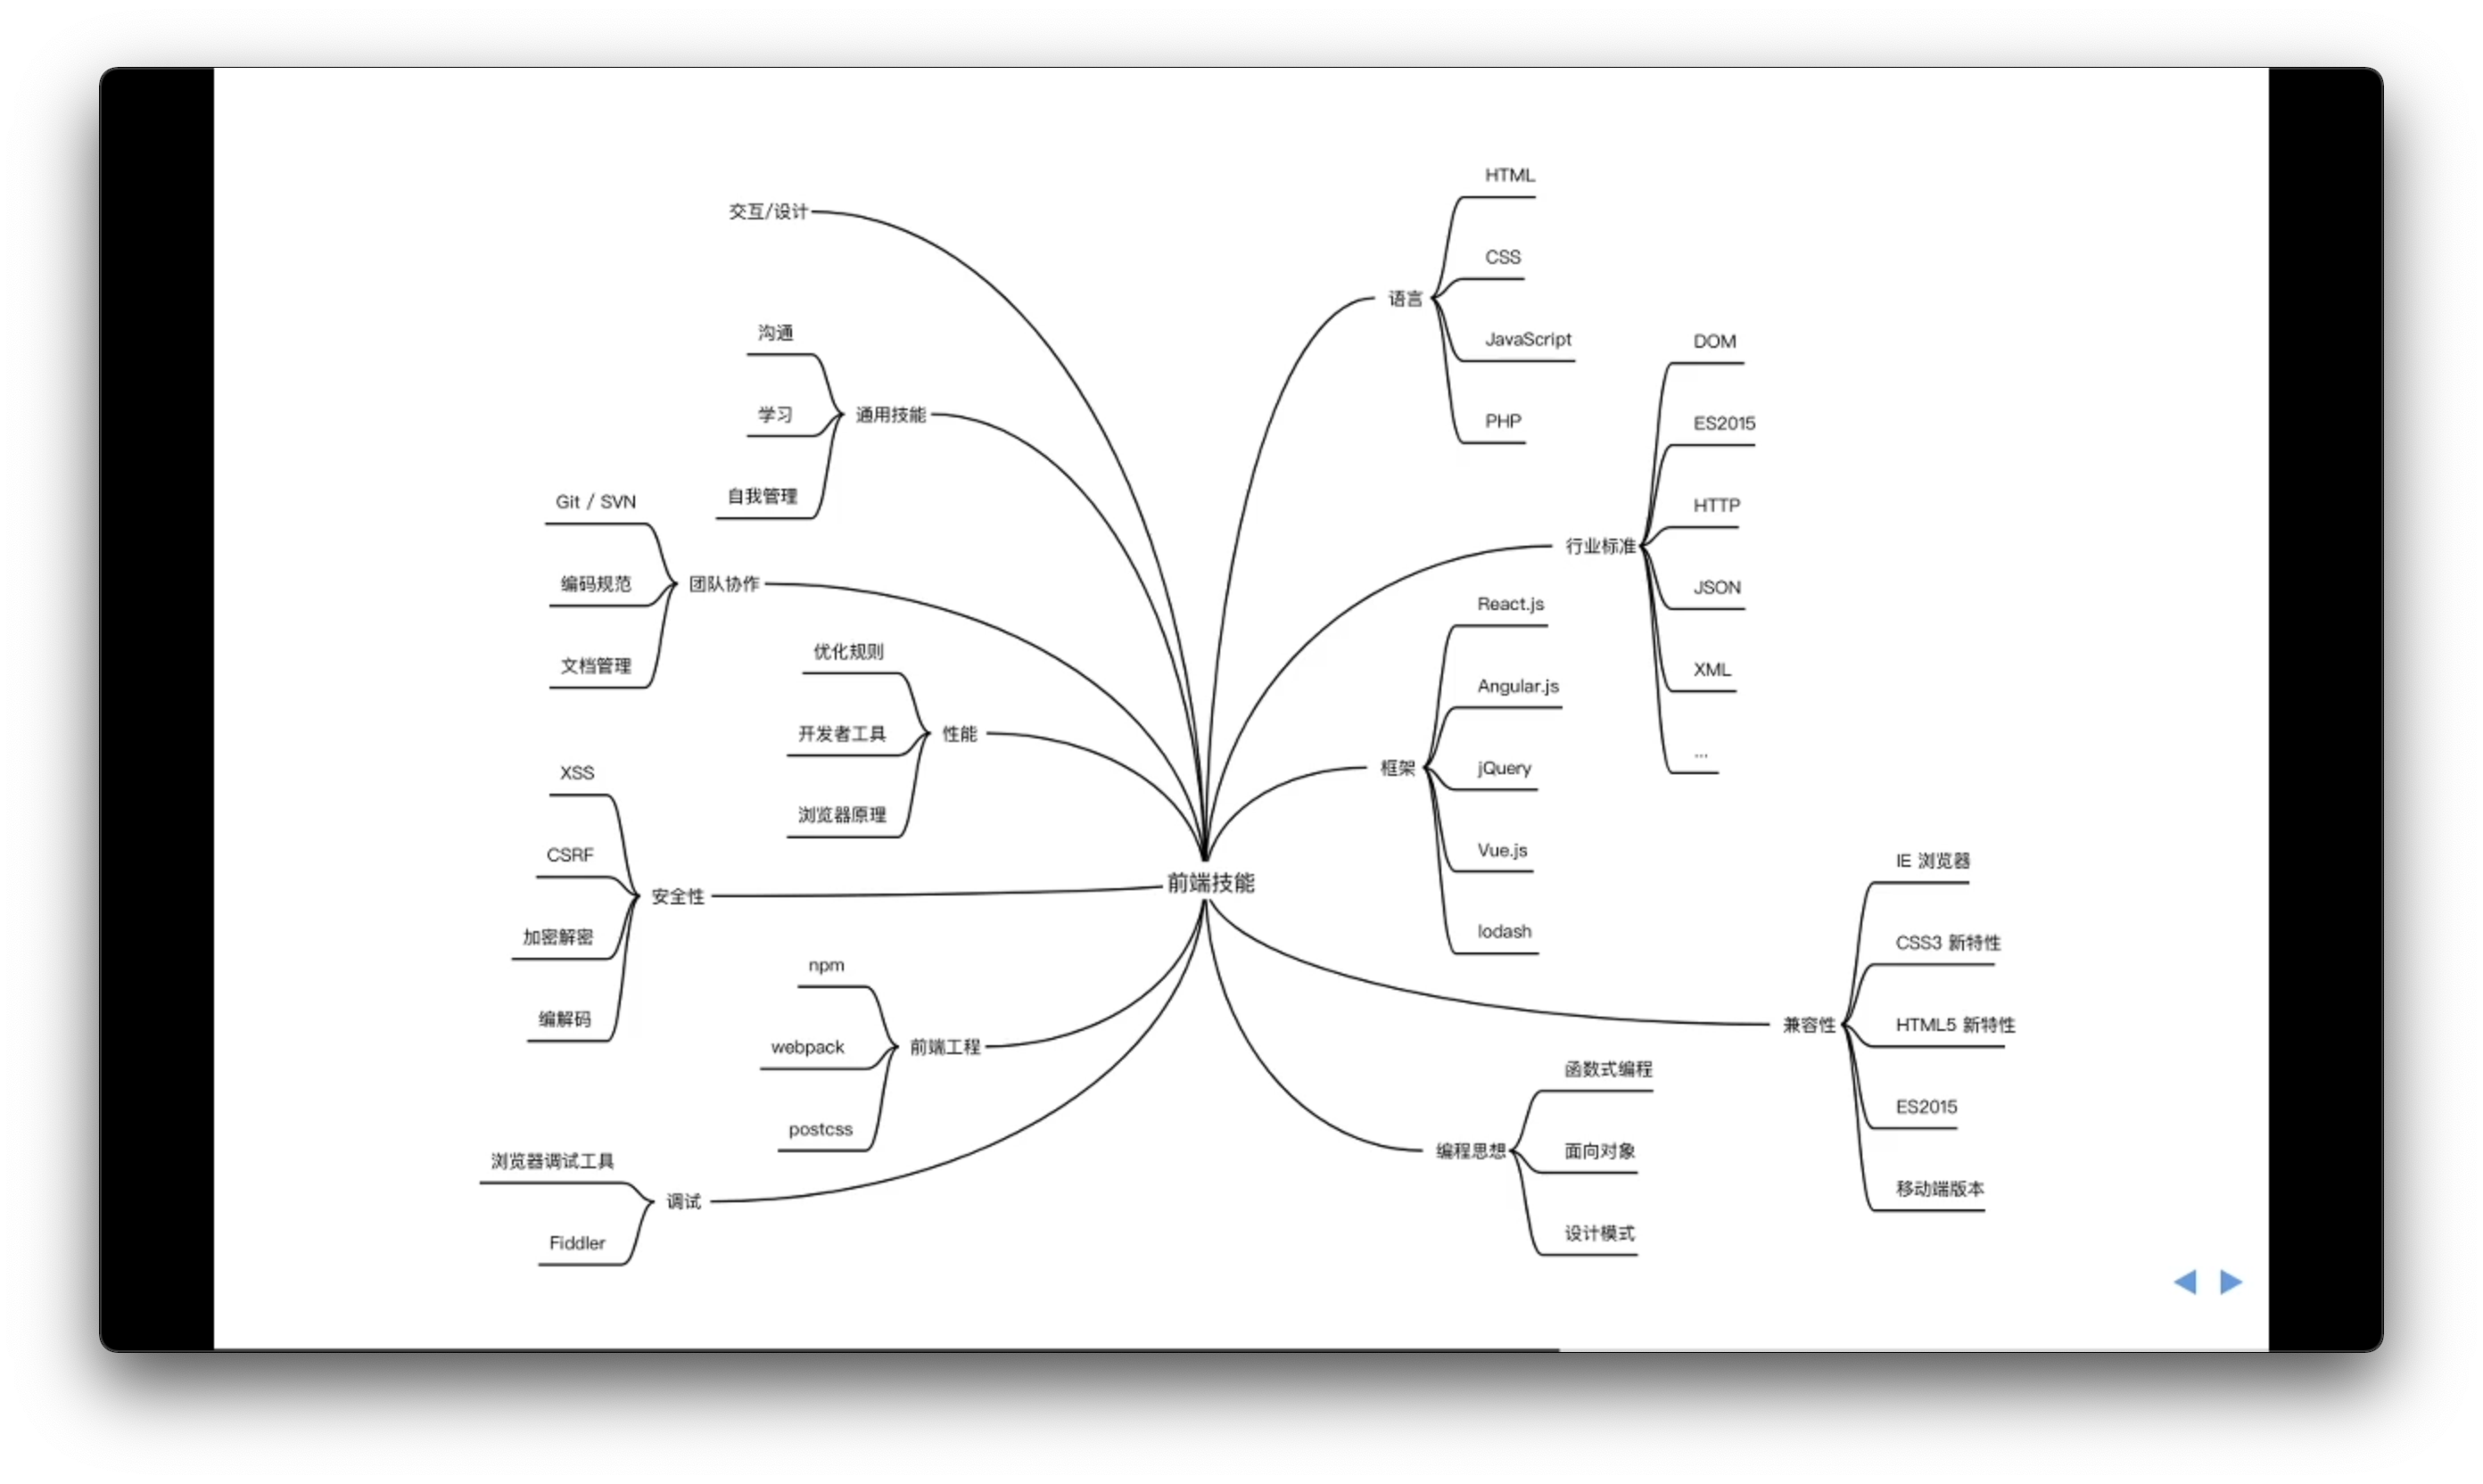 前端技能
语言
HTML
CSS
JavaScript
PHP
行业标准
DOM
ES2015
HTTP
JSON
XML
...
框架
React.js
Angular.js
jQuery
Vue.js
lodash
兼容性
IE 浏览器
CSS3 新特性
HTML5 新特性
ES2015
移动端版本
编程思想
函数式编程
面向对象
设计模式
交互/设计
通用技能
沟通
学习
自我管理
团队协作
Git / SVN
编码规范
文档管理
性能
优化规则
开发者工具
浏览器原理
安全性
XSS
CSRF
加密解密
编解码
前端工程
npm
webpack
postcss
调试
浏览器调试工具
Fiddler